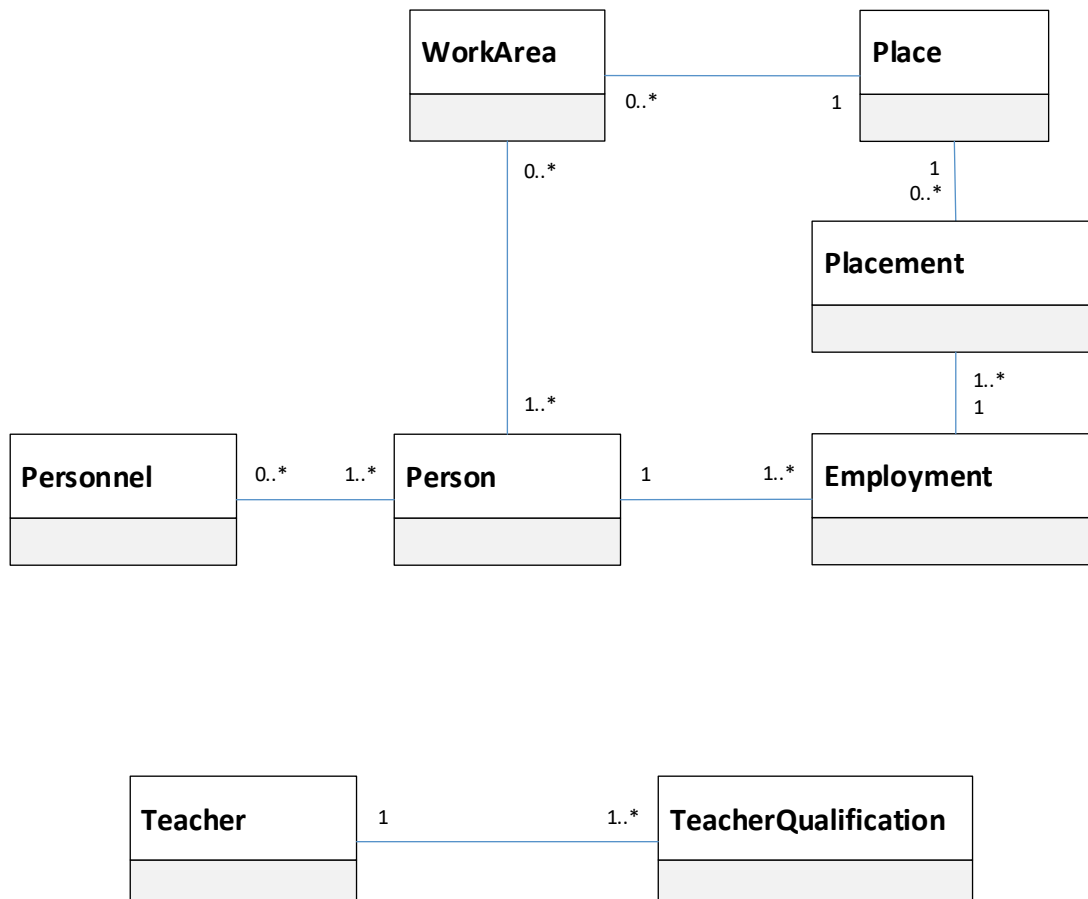 WorkArea
Place
0..*
1
0..*
1
0..*
Placement
1..*
1..*
1
Personnel
0..*
1..*
Person
1
1..*
Employment
Teacher
1
1..*
TeacherQualification